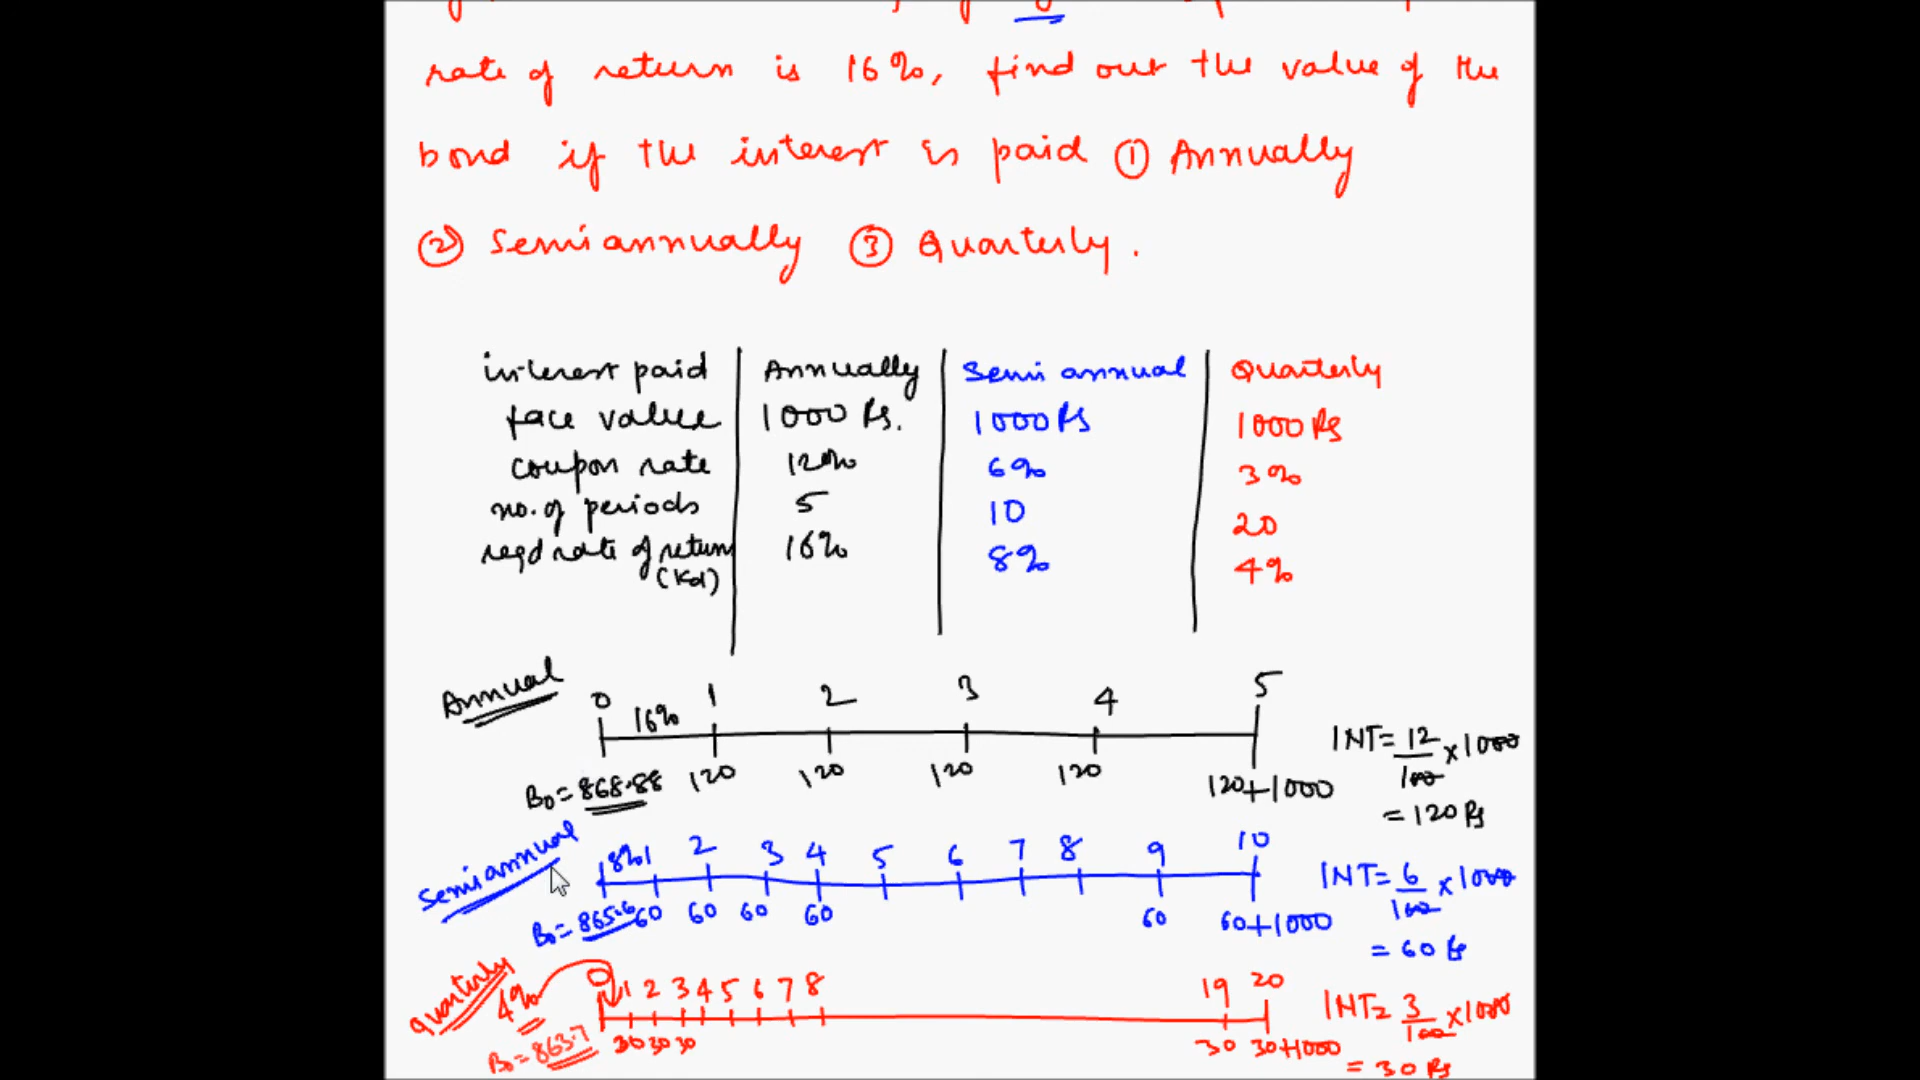 rate of return is 16%, find out the value of the
bond if the interest is paid ① Annually
② Semiannually ③ Quarterly.
interest paid Annually Semi annual Quarterly
face value 1000 Rs. 1000 Rs 1000 Rs
coupon rate 12% 6% 3%
no. of periods 5 10 20
reqd rate of return 16% 8% 4%
(Kd)
Annual
0 1 2 3 4 5
16%
INT = 12/100 x 1000
B0 = 868.88 120 120 120 120 120+1000
= 120 Rs
Semi annual
8% 1 2 3 4 5 6 7 8 9 10
INT = 6/100 x 1000
B0 = 865.6 60 60 60 60 60 60+1000
= 60 Rs
Quarterly
4%
0 1 2 3 4 5 6 7 8 19 20
INT = 3/100 x 1000
B0 = 863.7 30 30 30 30 30+1000
= 30 Rs